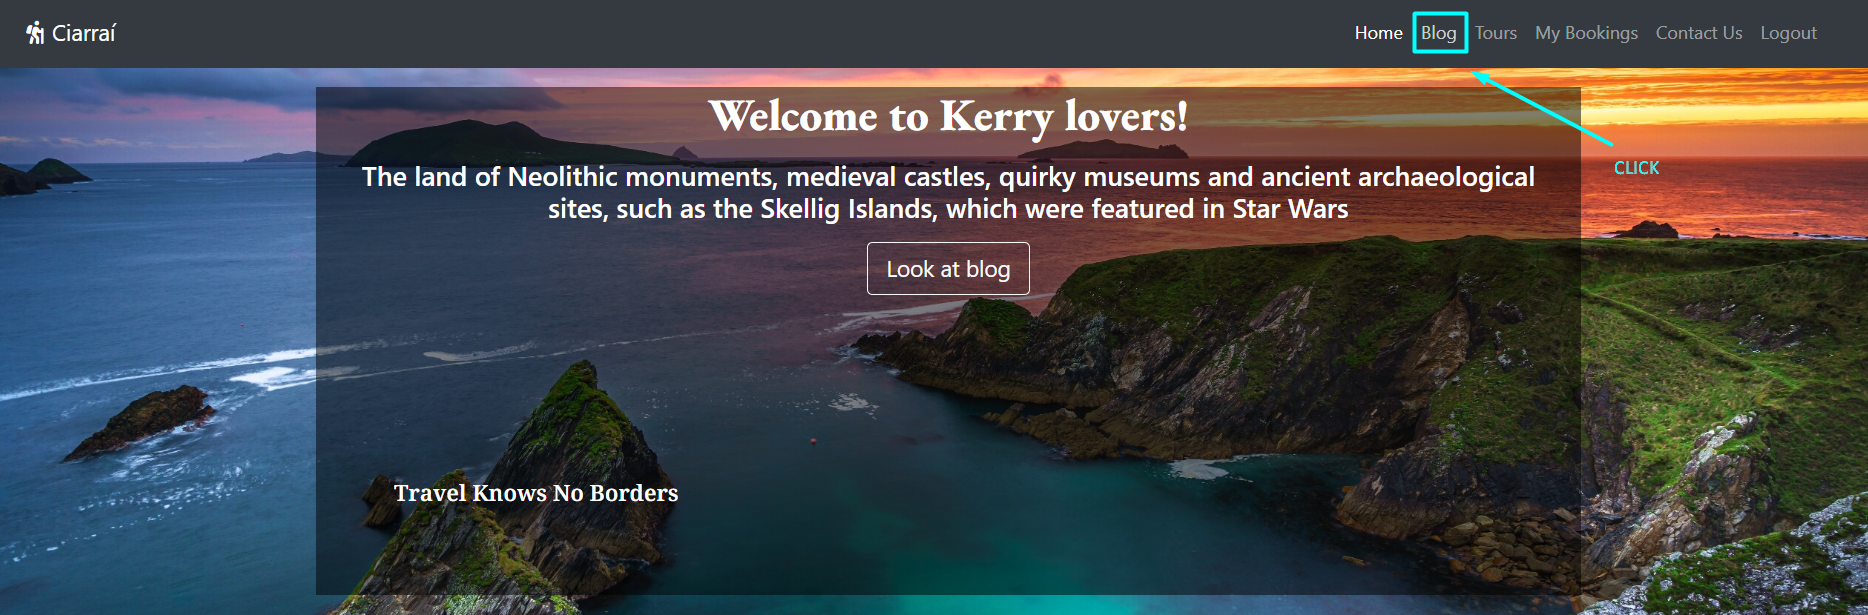 Ciarraí
Home Blog Tours My Bookings Contact Us Logout
Welcome to Kerry lovers!
CLICK
The land of Neolithic monuments, medieval castles, quirky museums and ancient archaeological
sites, such as the Skellig Islands, which were featured in Star Wars
Look at blog
Travel Knows No Borders